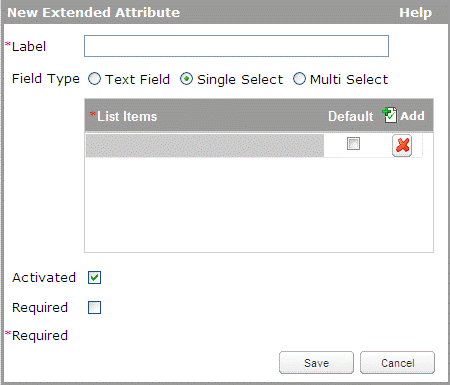 New Extended Attribute Help
*Label
Field Type Text Field Single Select Multi Select
*List Items Default Add
Activated
Required
*Required
Save Cancel